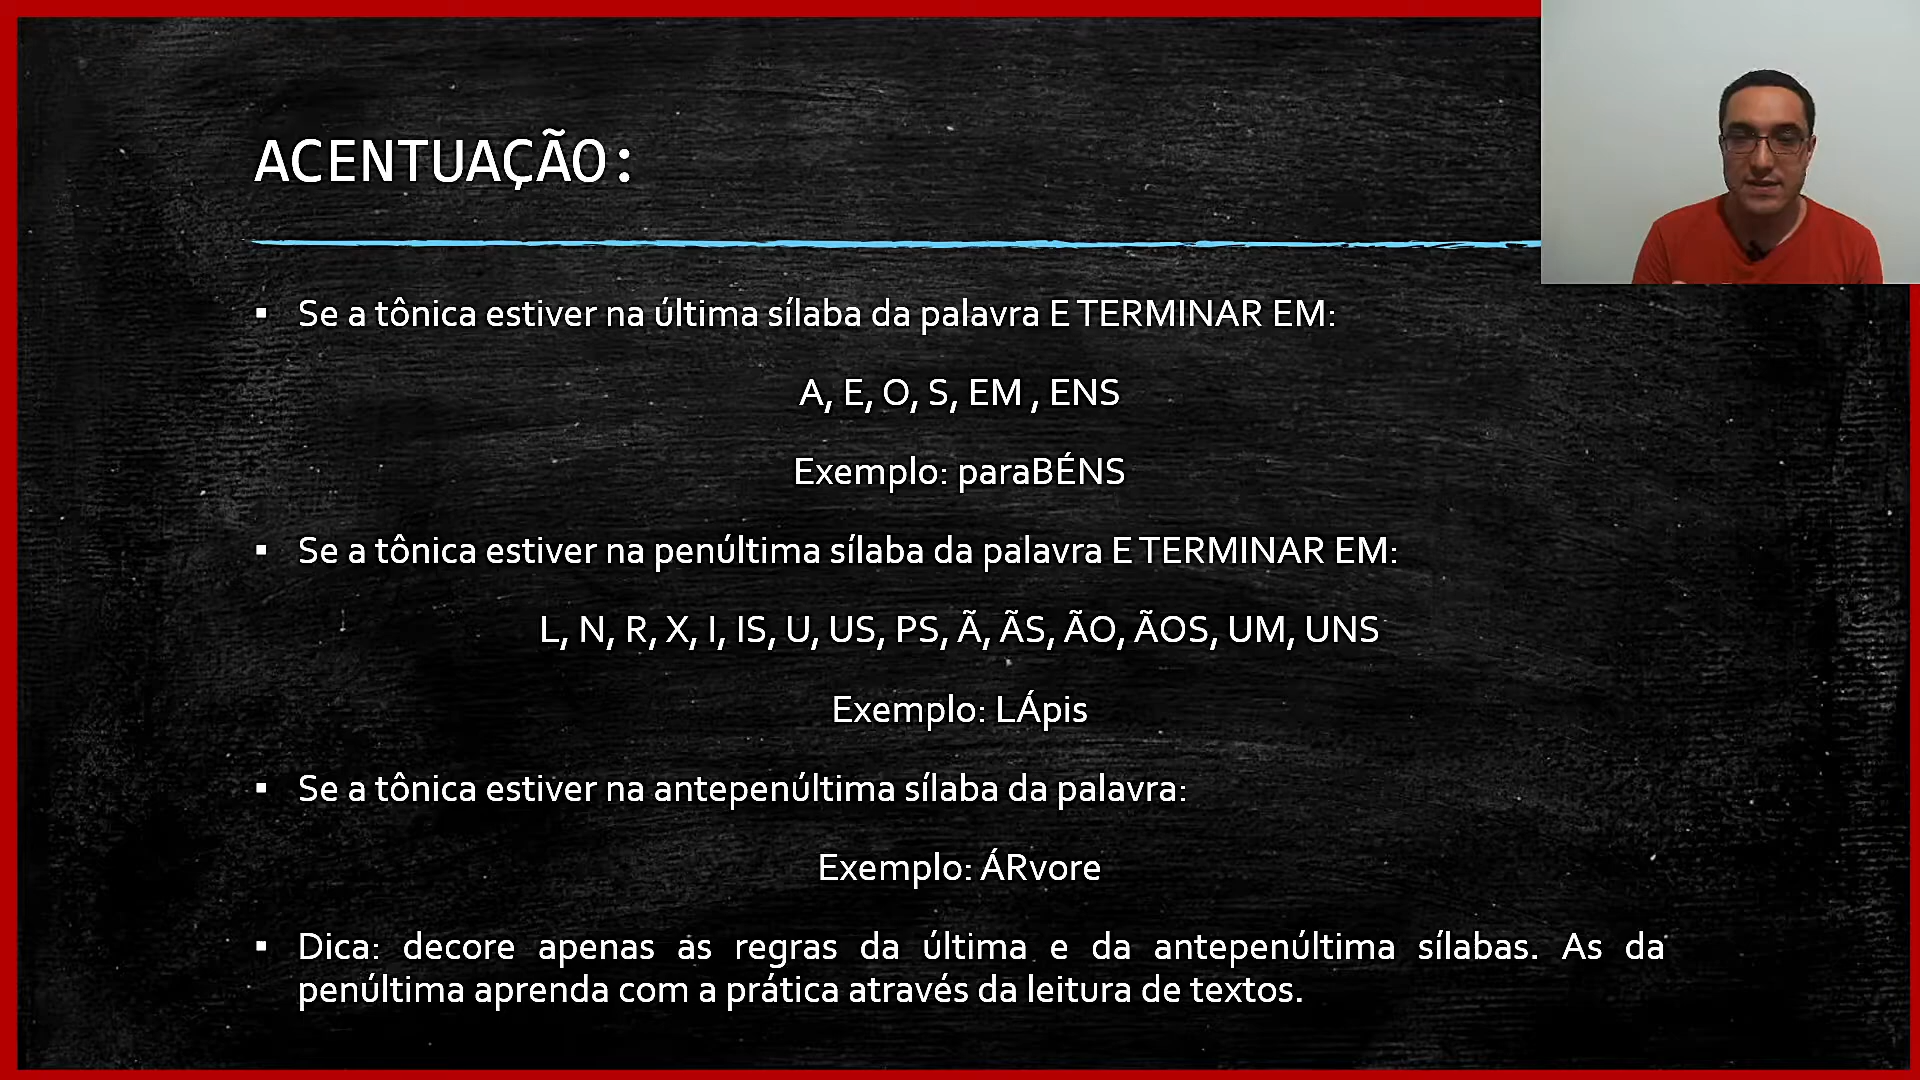 ACENTUAÇÃO:
▪ Se a tônica estiver na última sílaba da palavra E TERMINAR EM:
A, E, O, S, EM , ENS
Exemplo: paraBÉNS
▪ Se a tônica estiver na penúltima sílaba da palavra E TERMINAR EM:
L, N, R, X, I, IS, U, US, PS, Ã, ÃS, ÃO, ÃOS, UM, UNS
Exemplo: LÁpis
▪ Se a tônica estiver na antepenúltima sílaba da palavra:
Exemplo: ÁRvore
▪ Dica: decore apenas as regras da última e da antepenúltima sílabas. As da
penúltima aprenda com a prática através da leitura de textos.